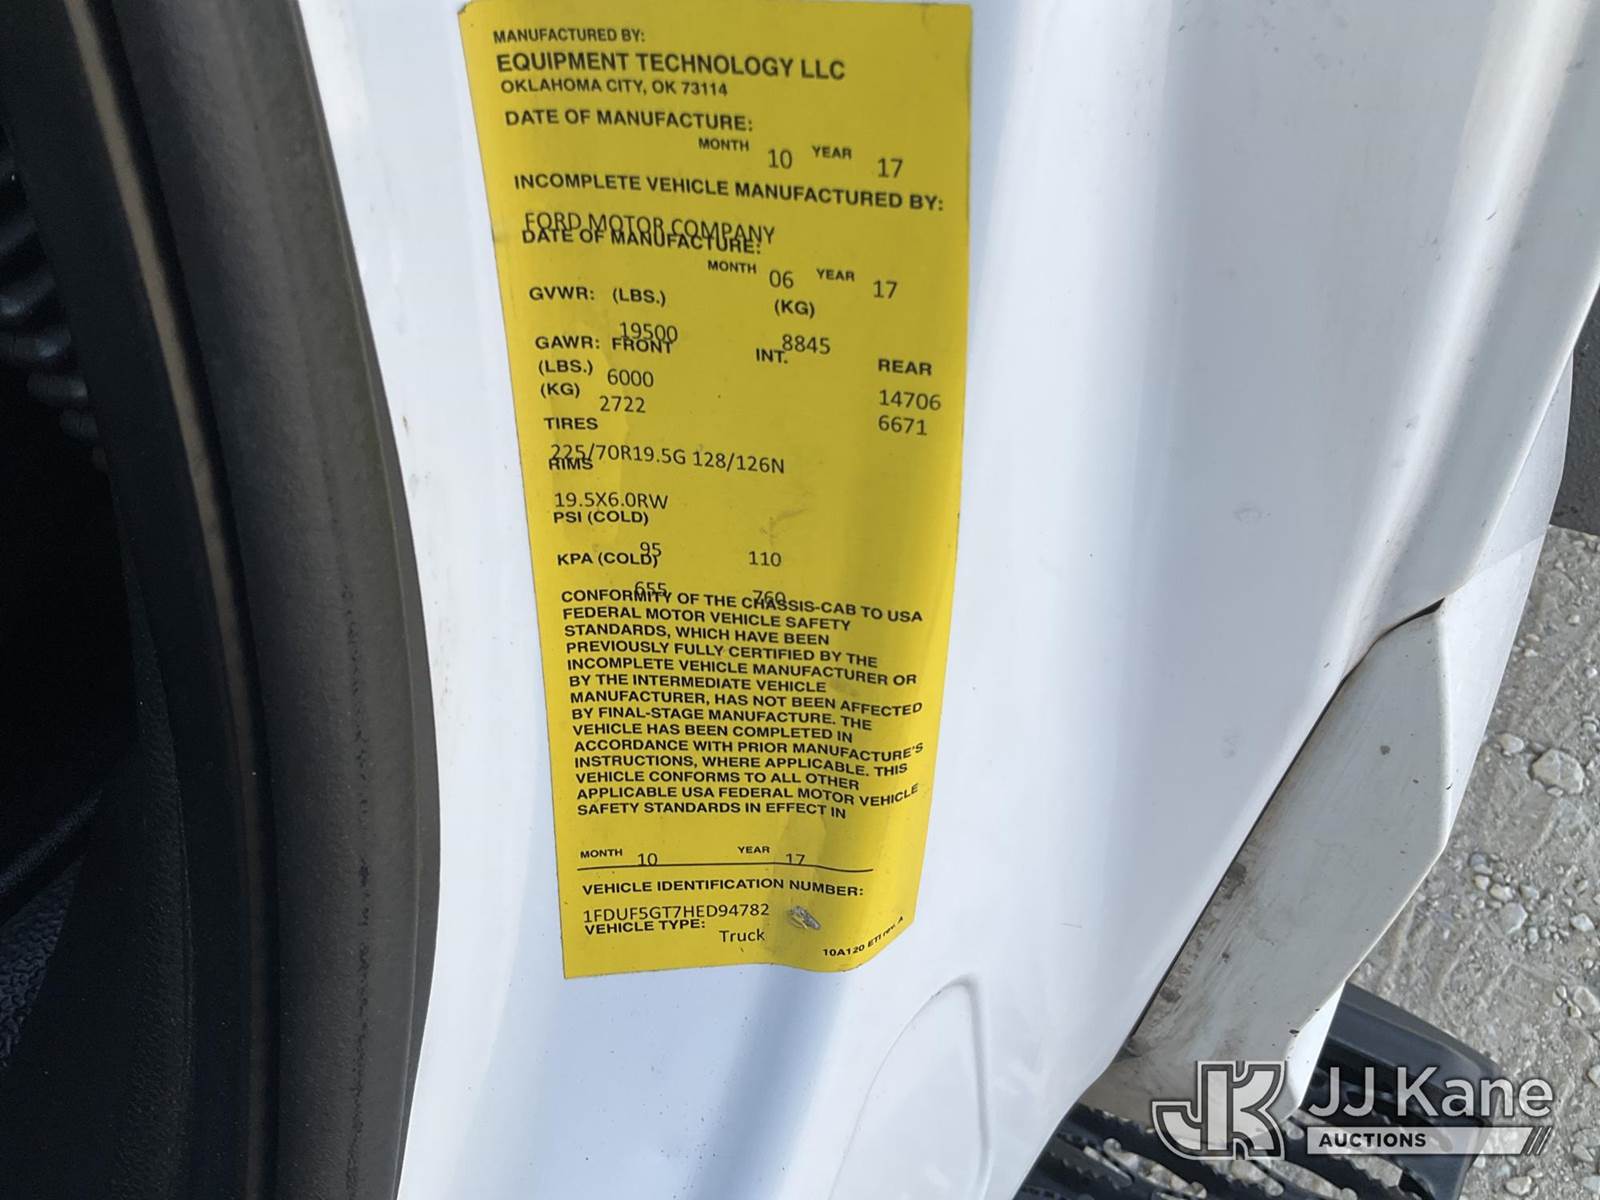 MANUFACTURED BY:
EQUIPMENT TECHNOLOGY LLC
OKLAHOMA CITY, OK 73114
DATE OF MANUFACTURE:
MONTH 10 YEAR 17
INCOMPLETE VEHICLE MANUFACTURED BY:
FORD MOTOR COMPANY
DATE OF MANUFACTURE:
MONTH 06 YEAR 17
GVWR: (LBS.) (KG)
19500 8845
GAWR: FRONT INT. REAR
(LBS.) 6000 14706
(KG) 2722 6671
TIRES
225/70R19.5G 128/126N
RIMS
19.5X6.0RW
PSI (COLD)
95 110
KPA (COLD)
655 760
CONFORMITY OF THE CHASSIS-CAB TO USA
FEDERAL MOTOR VEHICLE SAFETY
STANDARDS, WHICH HAVE BEEN
PREVIOUSLY FULLY CERTIFIED BY THE
INCOMPLETE VEHICLE MANUFACTURER OR
BY THE INTERMEDIATE VEHICLE
MANUFACTURER, HAS NOT BEEN AFFECTED
BY FINAL-STAGE MANUFACTURE. THE
VEHICLE HAS BEEN COMPLETED IN
ACCORDANCE WITH PRIOR MANUFACTURE'S
INSTRUCTIONS, WHERE APPLICABLE. THIS
VEHICLE CONFORMS TO ALL OTHER
APPLICABLE USA FEDERAL MOTOR VEHICLE
SAFETY STANDARDS IN EFFECT IN
MONTH 10 YEAR 17
VEHICLE IDENTIFICATION NUMBER:
1FDUF5GT7HED94782
VEHICLE TYPE: Truck
10A120 ETI rev. A
JK JJ Kane
AUCTIONS